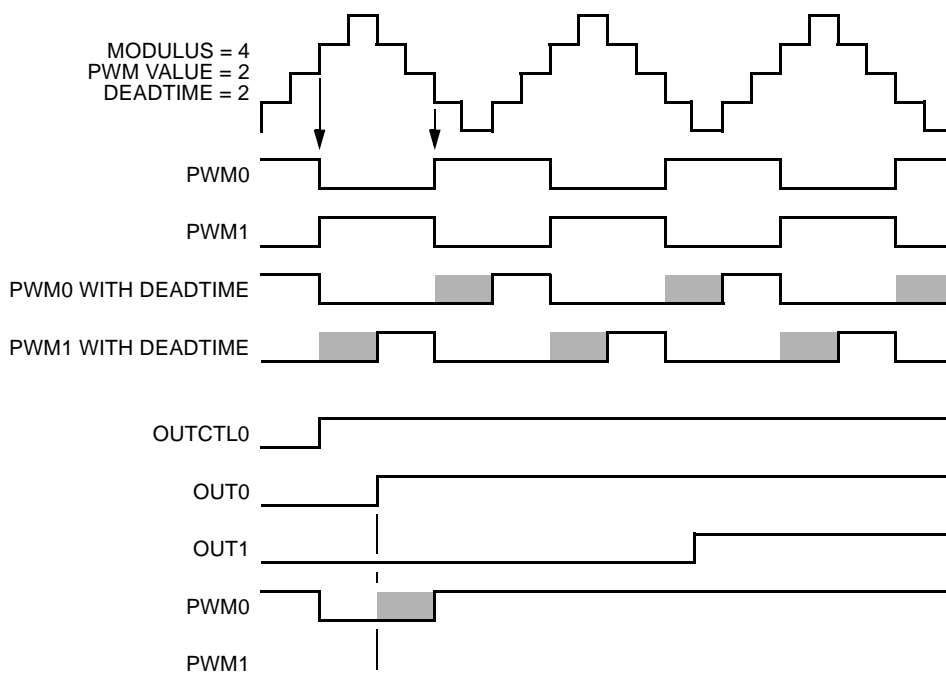 MODULUS = 4
PWM VALUE = 2
DEADTIME = 2
PWM0
PWM1
PWM0 WITH DEADTIME
PWM1 WITH DEADTIME
OUTCTL0
OUT0
OUT1
PWM0
PWM1